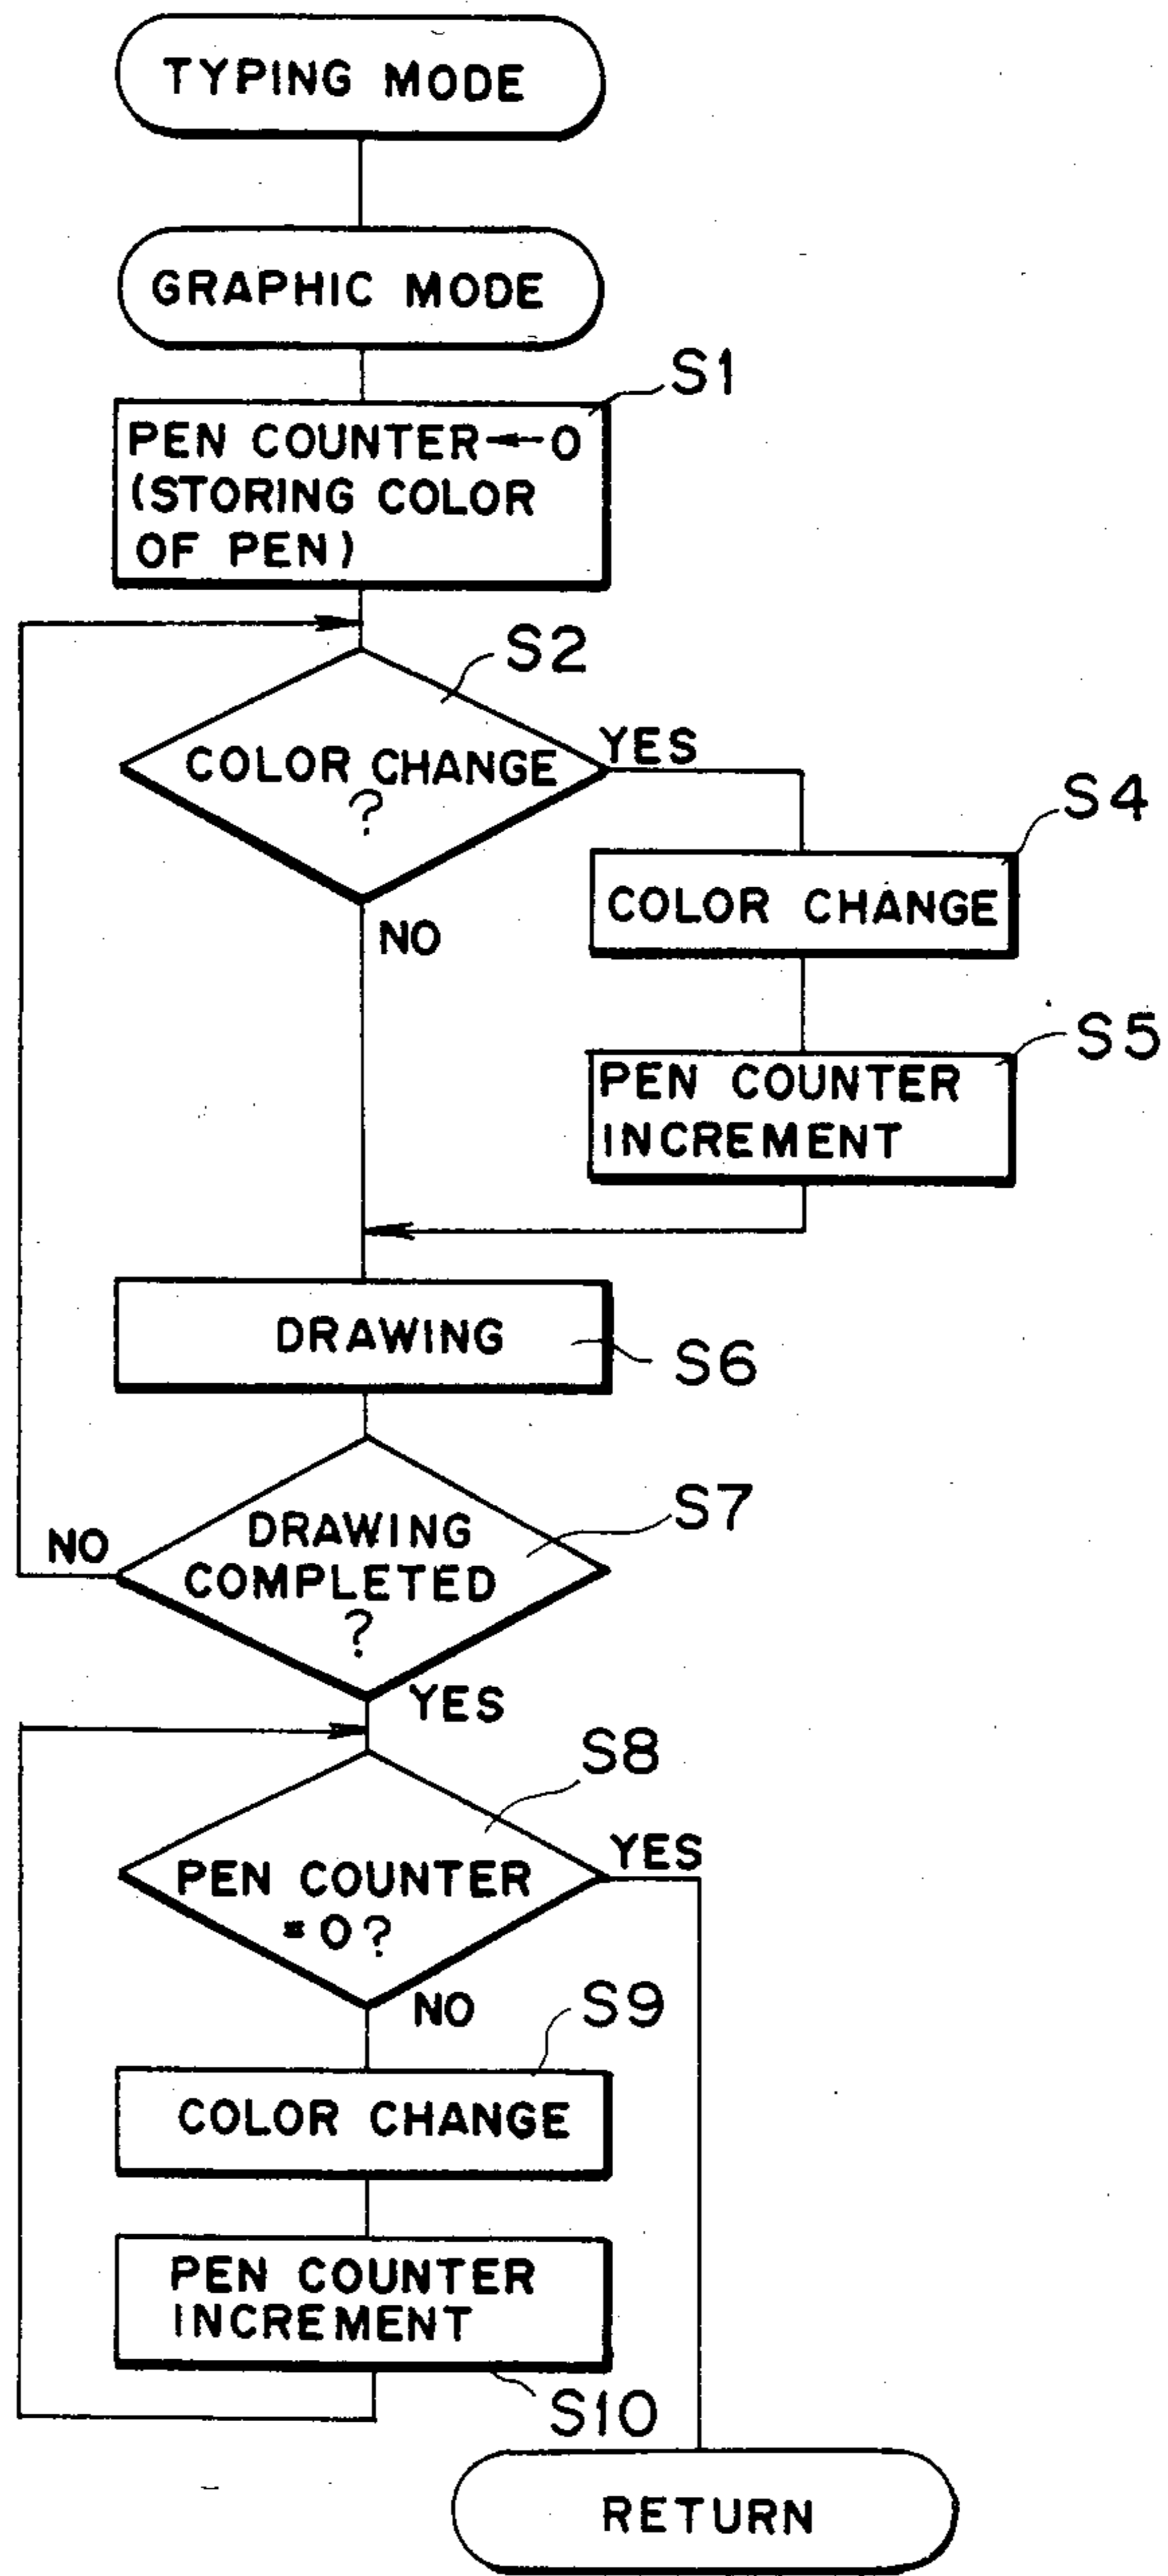 TYPING MODE
GRAPHIC MODE
S1
PEN COUNTER←0
(STORING COLOR
OF PEN)
S2
COLOR CHANGE
?
YES
NO
S4
COLOR CHANGE
S5
PEN COUNTER
INCREMENT
DRAWING
S6
S7
DRAWING
COMPLETED
?
NO
YES
S8
PEN COUNTER
=0?
YES
NO
S9
COLOR CHANGE
PEN COUNTER
INCREMENT
S10
RETURN